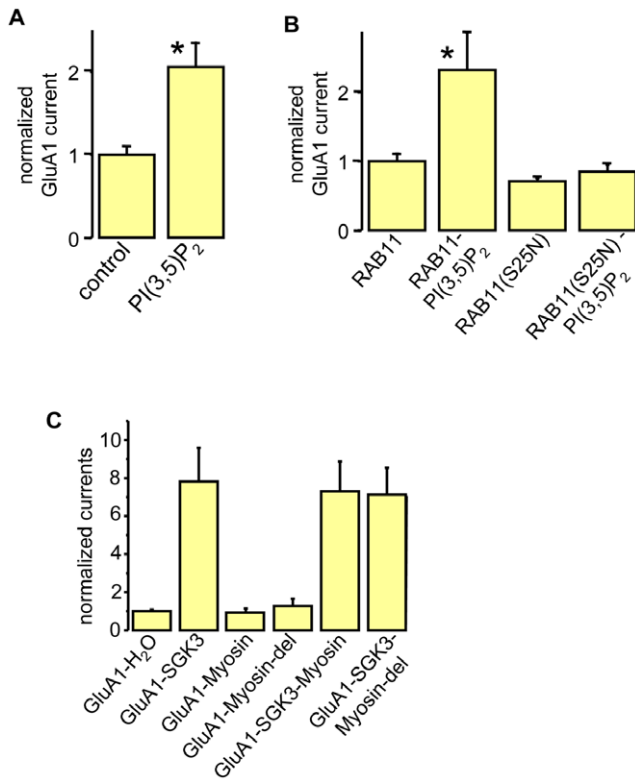 A
normalized
GluA1 current
2
1
0
*
control
PI(3,5)P₂
B
normalized
GluA1 current
2
1
0
*
RAB11
RAB11-
PI(3,5)P₂
RAB11(S25N)
RAB11(S25N)-
PI(3,5)P₂
C
normalized currents
10
8
6
4
2
0
GluA1-H₂O
GluA1-SGK3
GluA1-Myosin
GluA1-Myosin-del
GluA1-SGK3-Myosin
GluA1-SGK3-
Myosin-del